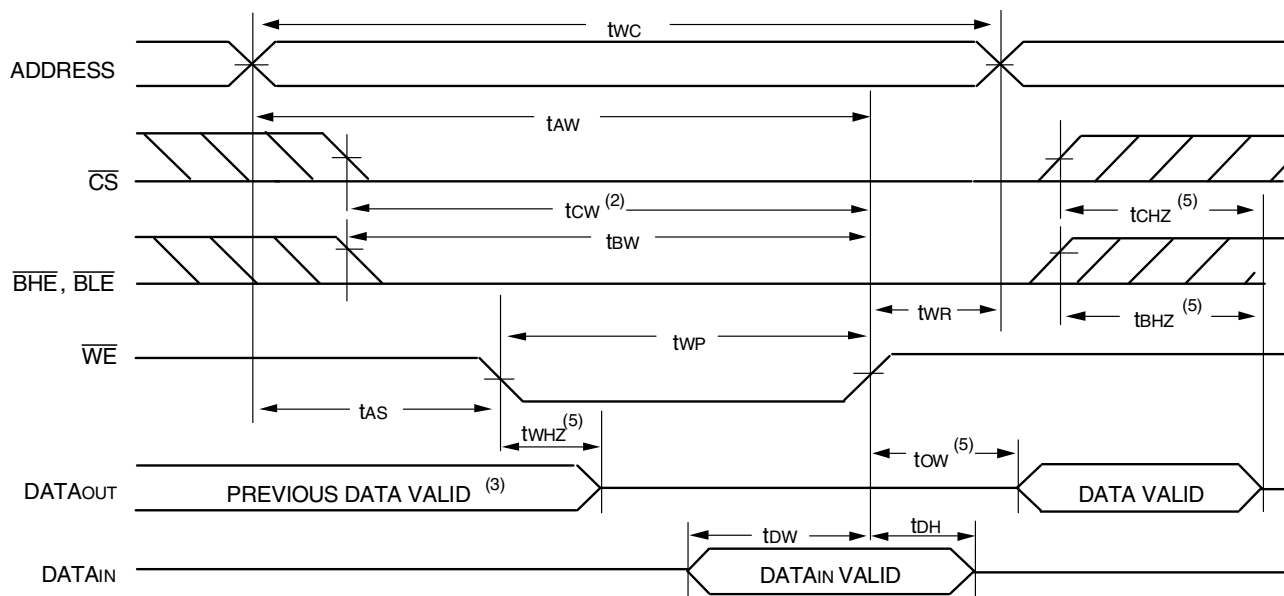 tWC
ADDRESS
tAW
CS
tCW (2)
tCHZ (5)
tBW
BHE, BLE
tWR
tBHZ (5)
tWP
WE
tAS
tWHZ (5)
tOW (5)
DATAOUT
PREVIOUS DATA VALID (3)
DATA VALID
tDW
tDH
DATAIN
DATAIN VALID